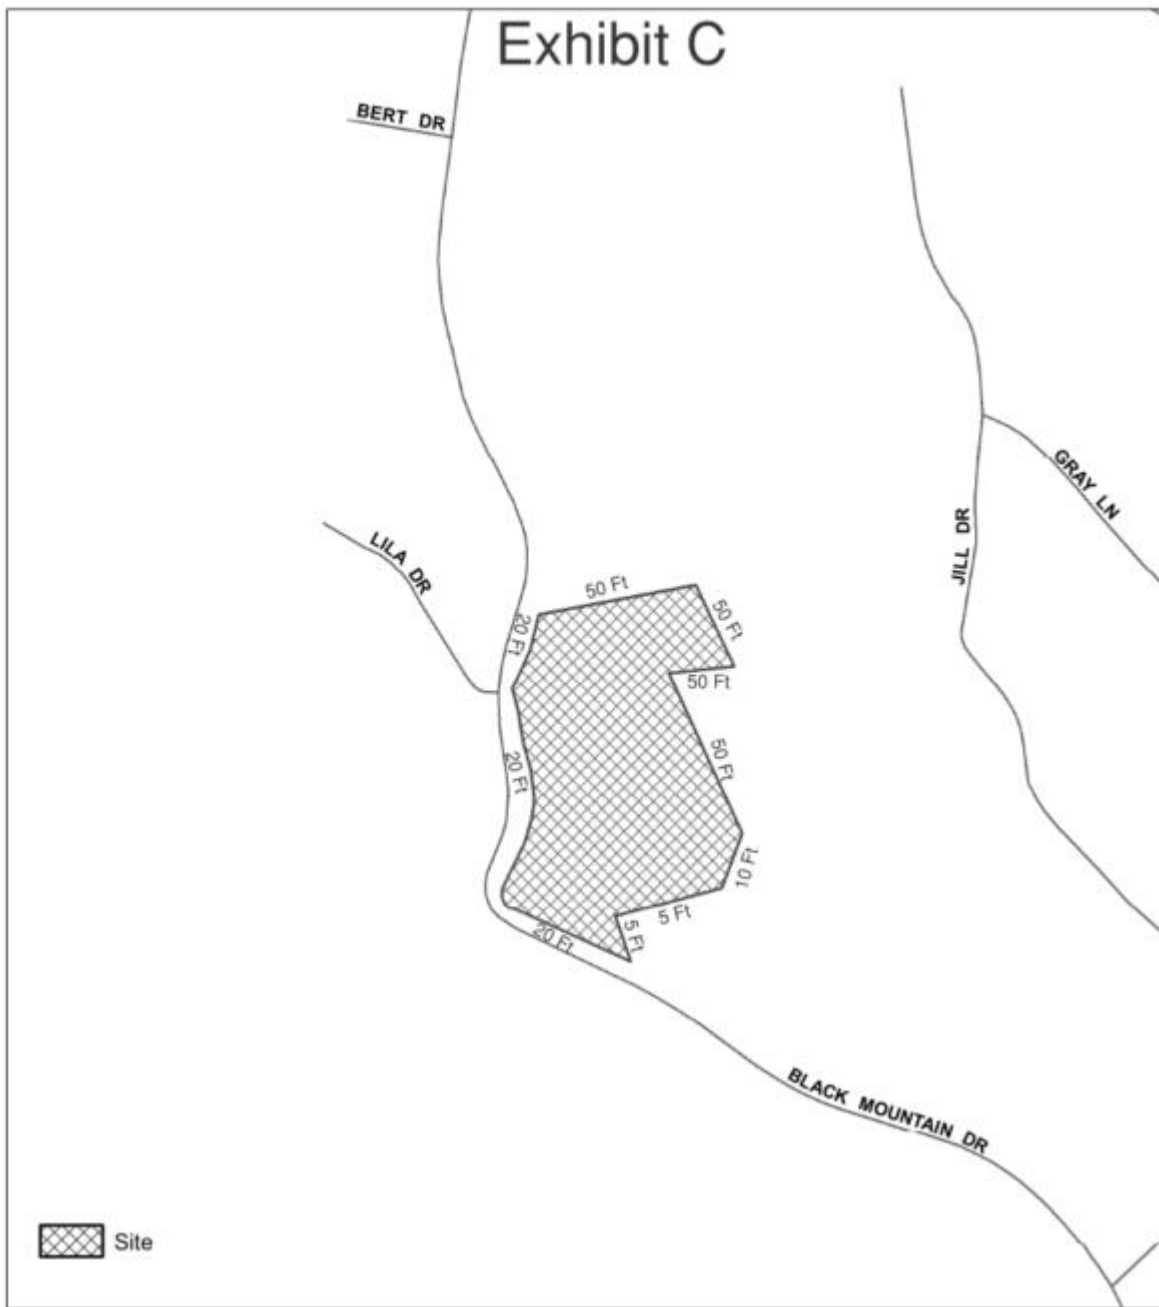 Exhibit C
BERT DR
GRAY LN
LILA DR
JILL DR
50 Ft
50 Ft
20 Ft
50 Ft
50 Ft
20 Ft
10 Ft
5 Ft
5 Ft
20 Ft
BLACK MOUNTAIN DR
Site